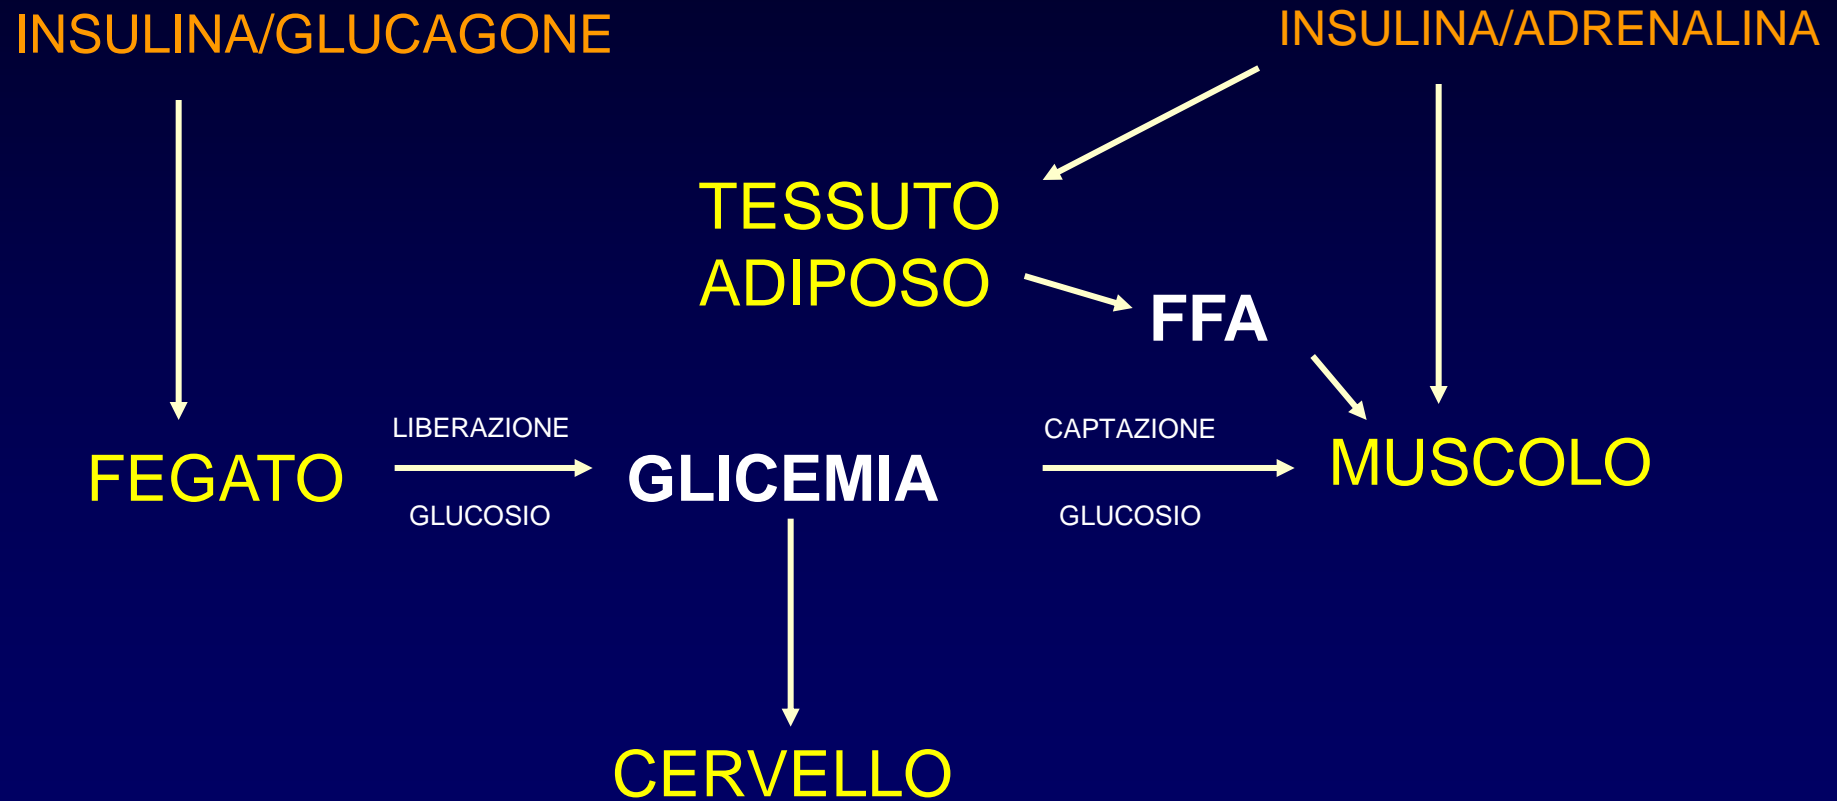 INSULINA/GLUCAGONE
INSULINA/ADRENALINA
TESSUTO
ADIPOSO
FFA
LIBERAZIONE
CAPTAZIONE
FEGATO
GLICEMIA
MUSCOLO
GLUCOSIO
GLUCOSIO
CERVELLO